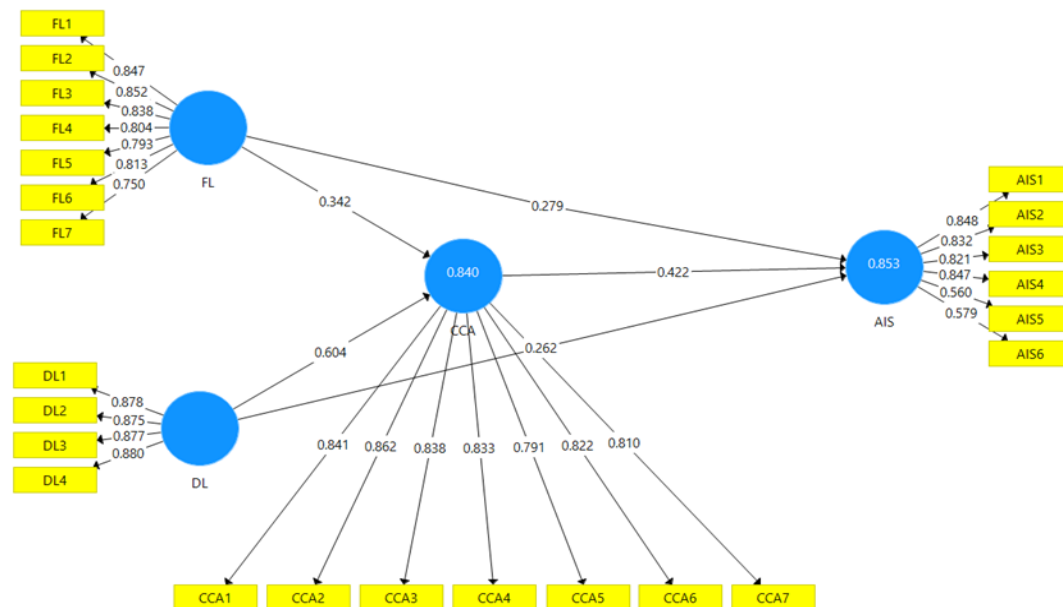 FL1
FL2
FL3
FL4
FL5
FL6
FL7
0.847
0.852
0.838
0.804
0.793
0.813
0.750
FL
0.342
0.279
0.840
CCA
0.422
0.853
AIS
AIS1
AIS2
AIS3
AIS4
AIS5
AIS6
0.848
0.832
0.821
0.847
0.560
0.579
0.604
0.262
DL1
DL2
DL3
DL4
0.878
0.875
0.877
0.880
DL
0.841
0.862
0.838
0.833
0.791
0.822
0.810
CCA1
CCA2
CCA3
CCA4
CCA5
CCA6
CCA7